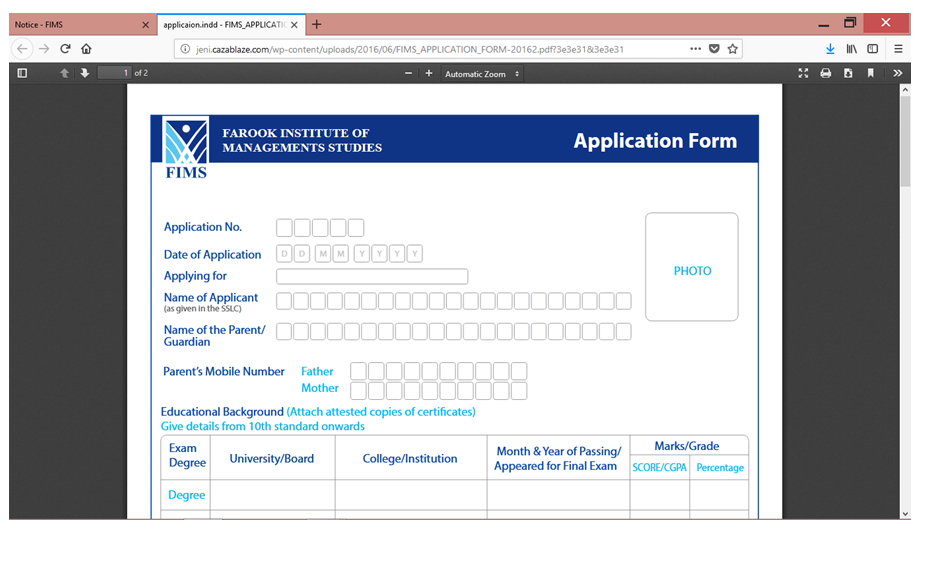 Notice - FIMS
applicaion.indd - FIMS_APPLICATIC
jeni.cazablaze.com/wp-content/uploads/2016/06/FIMS_APPLICATION_FORM-20162.pdf?3e3e31&3e3e31
1 of 2
Automatic Zoom
FAROOK INSTITUTE OF
MANAGEMENTS STUDIES
Application Form
FIMS
Application No.
Date of Application D D M M Y Y Y Y
Applying for
PHOTO
Name of Applicant
(as given in the SSLC)
Name of the Parent/
Guardian
Parent's Mobile Number Father
Mother
Educational Background (Attach attested copies of certificates)
Give details from 10th standard onwards
Exam
Degree
University/Board
College/Institution
Month & Year of Passing/
Appeared for Final Exam
Marks/Grade
SCORE/CGPA Percentage
Degree